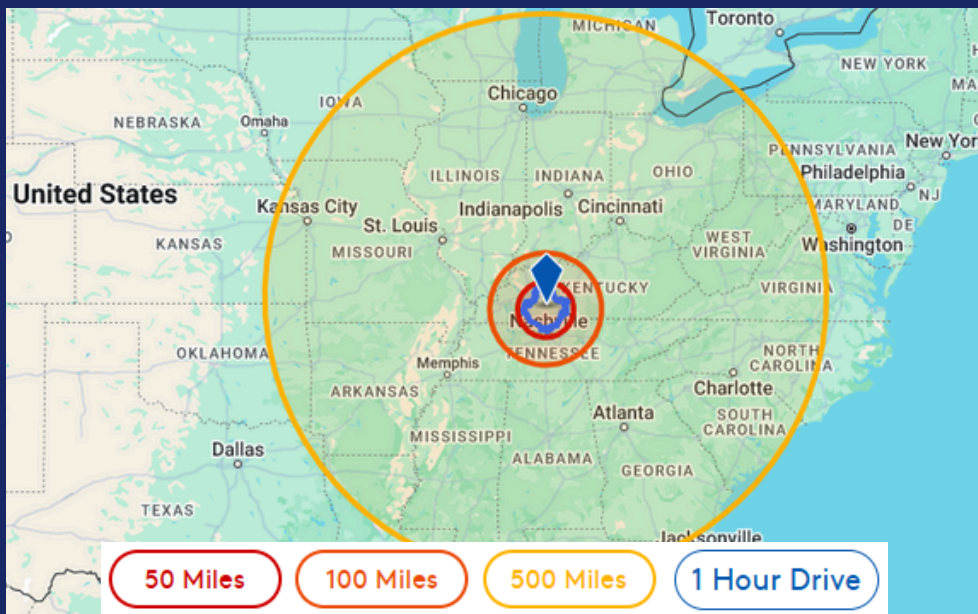 MICHIGAN
Toronto
NEW YORK
Chicago
IOWA
NEBRASKA
Omaha
PENNSYLVANIA
New Yor
ILLINOIS
INDIANA
OHIO
Philadelphia
United States
Kansas City
Indianapolis
Cincinnati
MARYLAND
NJ
St. Louis
DE
KANSAS
MISSOURI
WEST
VIRGINIA
Washington
KENTUCKY
VIRGINIA
Nashville
OKLAHOMA
Memphis
TENNESSEE
NORTH
CAROLINA
ARKANSAS
Charlotte
Atlanta
SOUTH
CAROLINA
MISSISSIPPI
Dallas
ALABAMA
GEORGIA
TEXAS
Jacksonville
50 Miles
100 Miles
500 Miles
1 Hour Drive